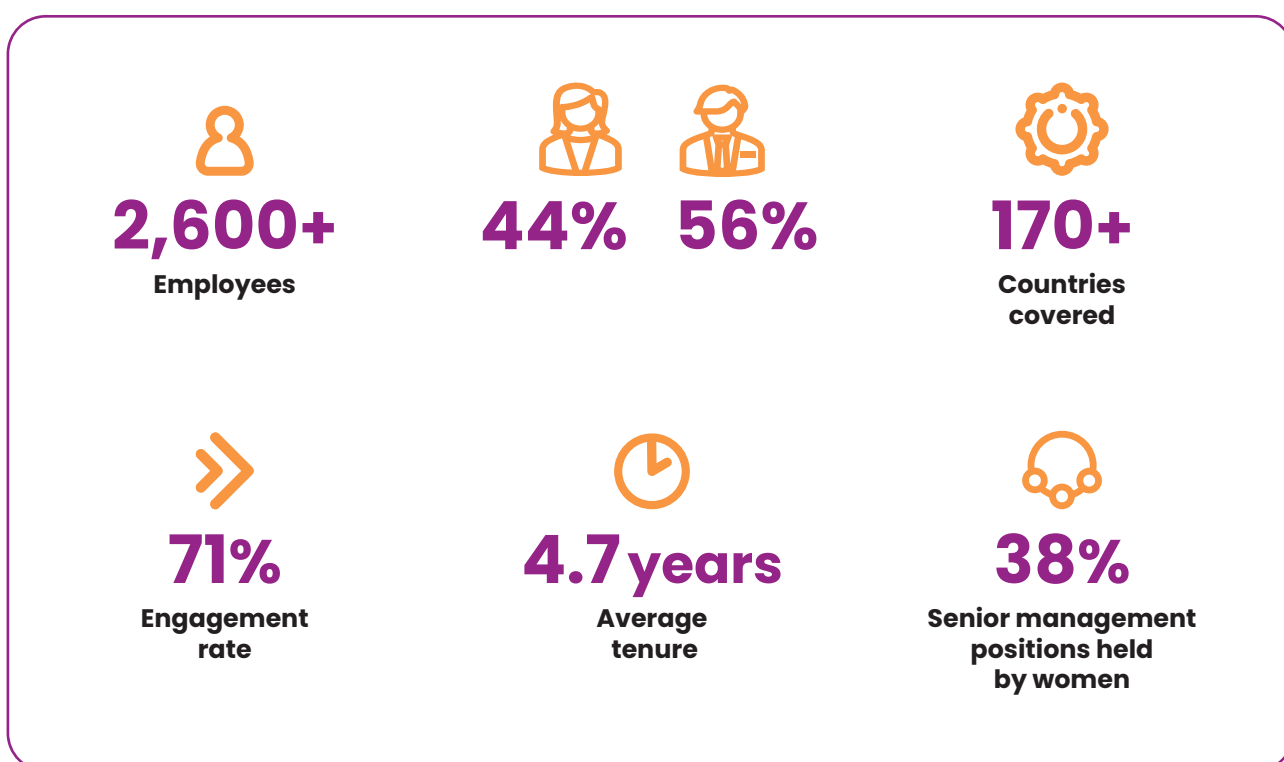 2,600+
Employees
44% 56%
170+
Countries
covered
71%
Engagement
rate
4.7 years
Average
tenure
38%
Senior management
positions held
by women